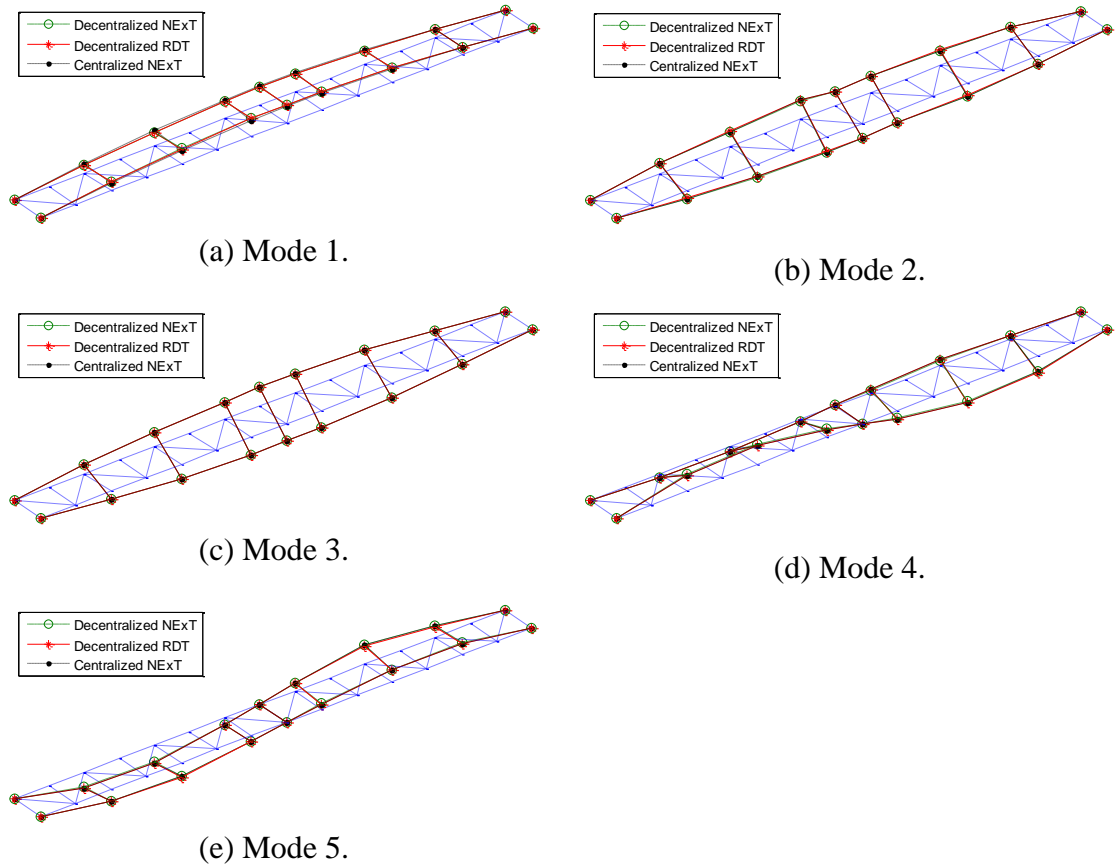 Decentralized NExT
Decentralized RDT
Centralized NExT
(a) Mode 1.
Decentralized NExT
Decentralized RDT
Centralized NExT
(b) Mode 2.
Decentralized NExT
Decentralized RDT
Centralized NExT
(c) Mode 3.
Decentralized NExT
Decentralized RDT
Centralized NExT
(d) Mode 4.
Decentralized NExT
Decentralized RDT
Centralized NExT
(e) Mode 5.